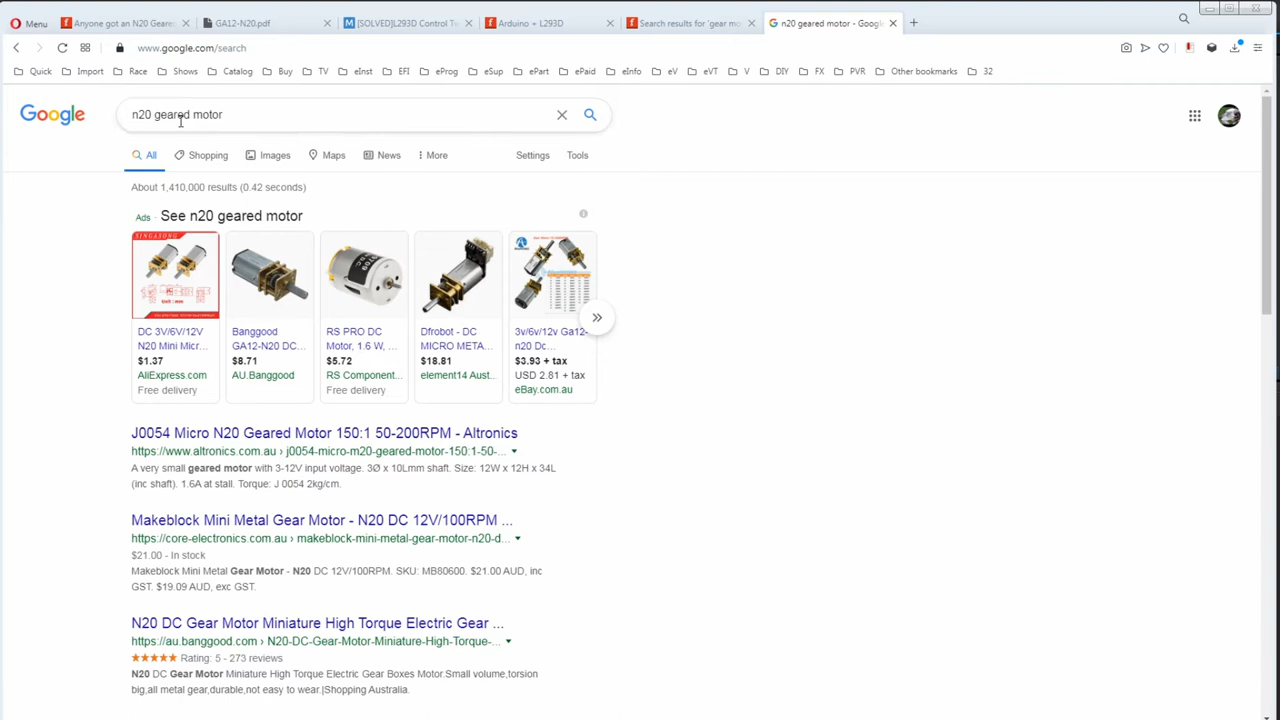 Menu
Anyone got an N20 Geared
GA12-N20.pdf
[SOLVED]L293D Control T
Arduino + L293D
Search results for 'gear mo
n20 geared motor - Google
www.google.com/search
Quick Import Race Shows Catalog Buy TV eInst EFI eProg eSup ePart ePaid eInfo eV eVT V DIY FX PVR Other bookmarks 32
Google
n20 geared motor
All Shopping Images Maps News More Settings Tools
About 1,410,000 results (0.42 seconds)
Ads · See n20 geared motor
SINGAXONG
Unit : mm
DC 3V/6V/12V
N20 Mini Micr...
$1.37
AliExpress.com
Free delivery
Banggood
GA12-N20 DC...
$8.71
AU.Banggood
RS PRO DC
Motor, 1.6 W, ...
$5.72
RS Component...
Free delivery
Dfrobot - DC
MICRO META...
$18.81
element14 Aust...
3v/6v/12v Ga12-
n20 Dc...
$3.93 + tax
USD 2.81 + tax
eBay.com.au
J0054 Micro N20 Geared Motor 150:1 50-200RPM - Altronics
https://www.altronics.com.au › j0054-micro-m20-geared-motor-150:1-50-...
A very small geared motor with 3-12V input voltage. 3Ø x 10Lmm shaft. Size: 12W x 12H x 34L
(inc shaft). 1.6A at stall. Torque: J 0054 2kg/cm.
Makeblock Mini Metal Gear Motor - N20 DC 12V/100RPM ...
https://core-electronics.com.au › makeblock-mini-metal-gear-motor-n20-d...
$21.00 - In stock
Makeblock Mini Metal Gear Motor - N20 DC 12V/100RPM. SKU: MB80600. $21.00 AUD, inc
GST. $19.09 AUD, exc GST.
N20 DC Gear Motor Miniature High Torque Electric Gear ...
https://au.banggood.com › N20-DC-Gear-Motor-Miniature-High-Torque-...
Rating: 5 - 273 reviews
N20 DC Gear Motor Miniature High Torque Electric Gear Boxes Motor.Small volume,torsion
big,all metal gear,durable,not easy to wear.|Shopping Australia.